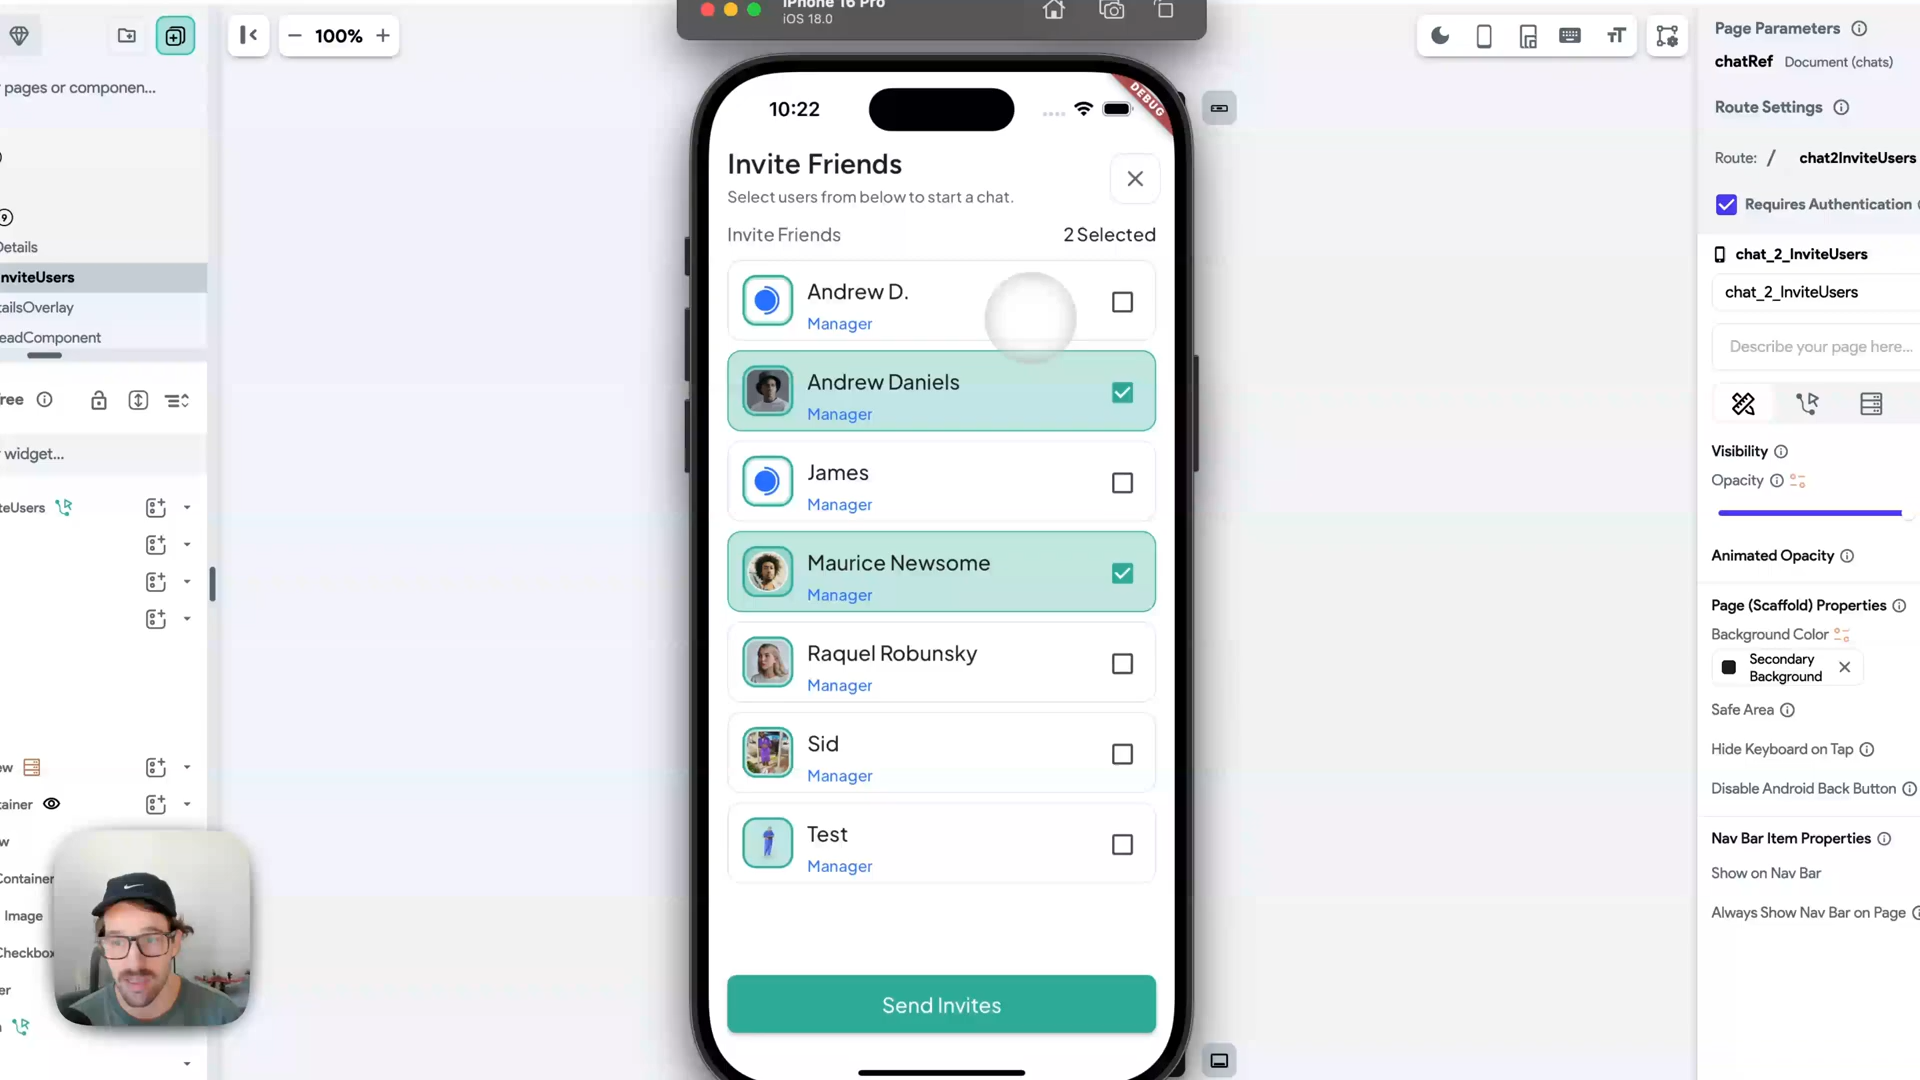 pages or componen...
Details
InviteUsers
ailsOverlay
eadComponent
ree
widget...
teUsers
ew
tainer
w
Container
Image
Checkbox
er
100%
iPhone 16 Pro
iOS 18.0
10:22
DEBUG
Invite Friends
Select users from below to start a chat.
Invite Friends
2 Selected
Andrew D.
Manager
Andrew Daniels
Manager
James
Manager
Maurice Newsome
Manager
Raquel Robunsky
Manager
Sid
Manager
Test
Manager
Send Invites
Page Parameters
chatRef Document (chats)
Route Settings
Route: / chat2InviteUsers
Requires Authentication
chat_2_InviteUsers
chat_2_InviteUsers
Describe your page here...
Visibility
Opacity
Animated Opacity
Page (Scaffold) Properties
Background Color
Secondary
Background
Safe Area
Hide Keyboard on Tap
Disable Android Back Button
Nav Bar Item Properties
Show on Nav Bar
Always Show Nav Bar on Page